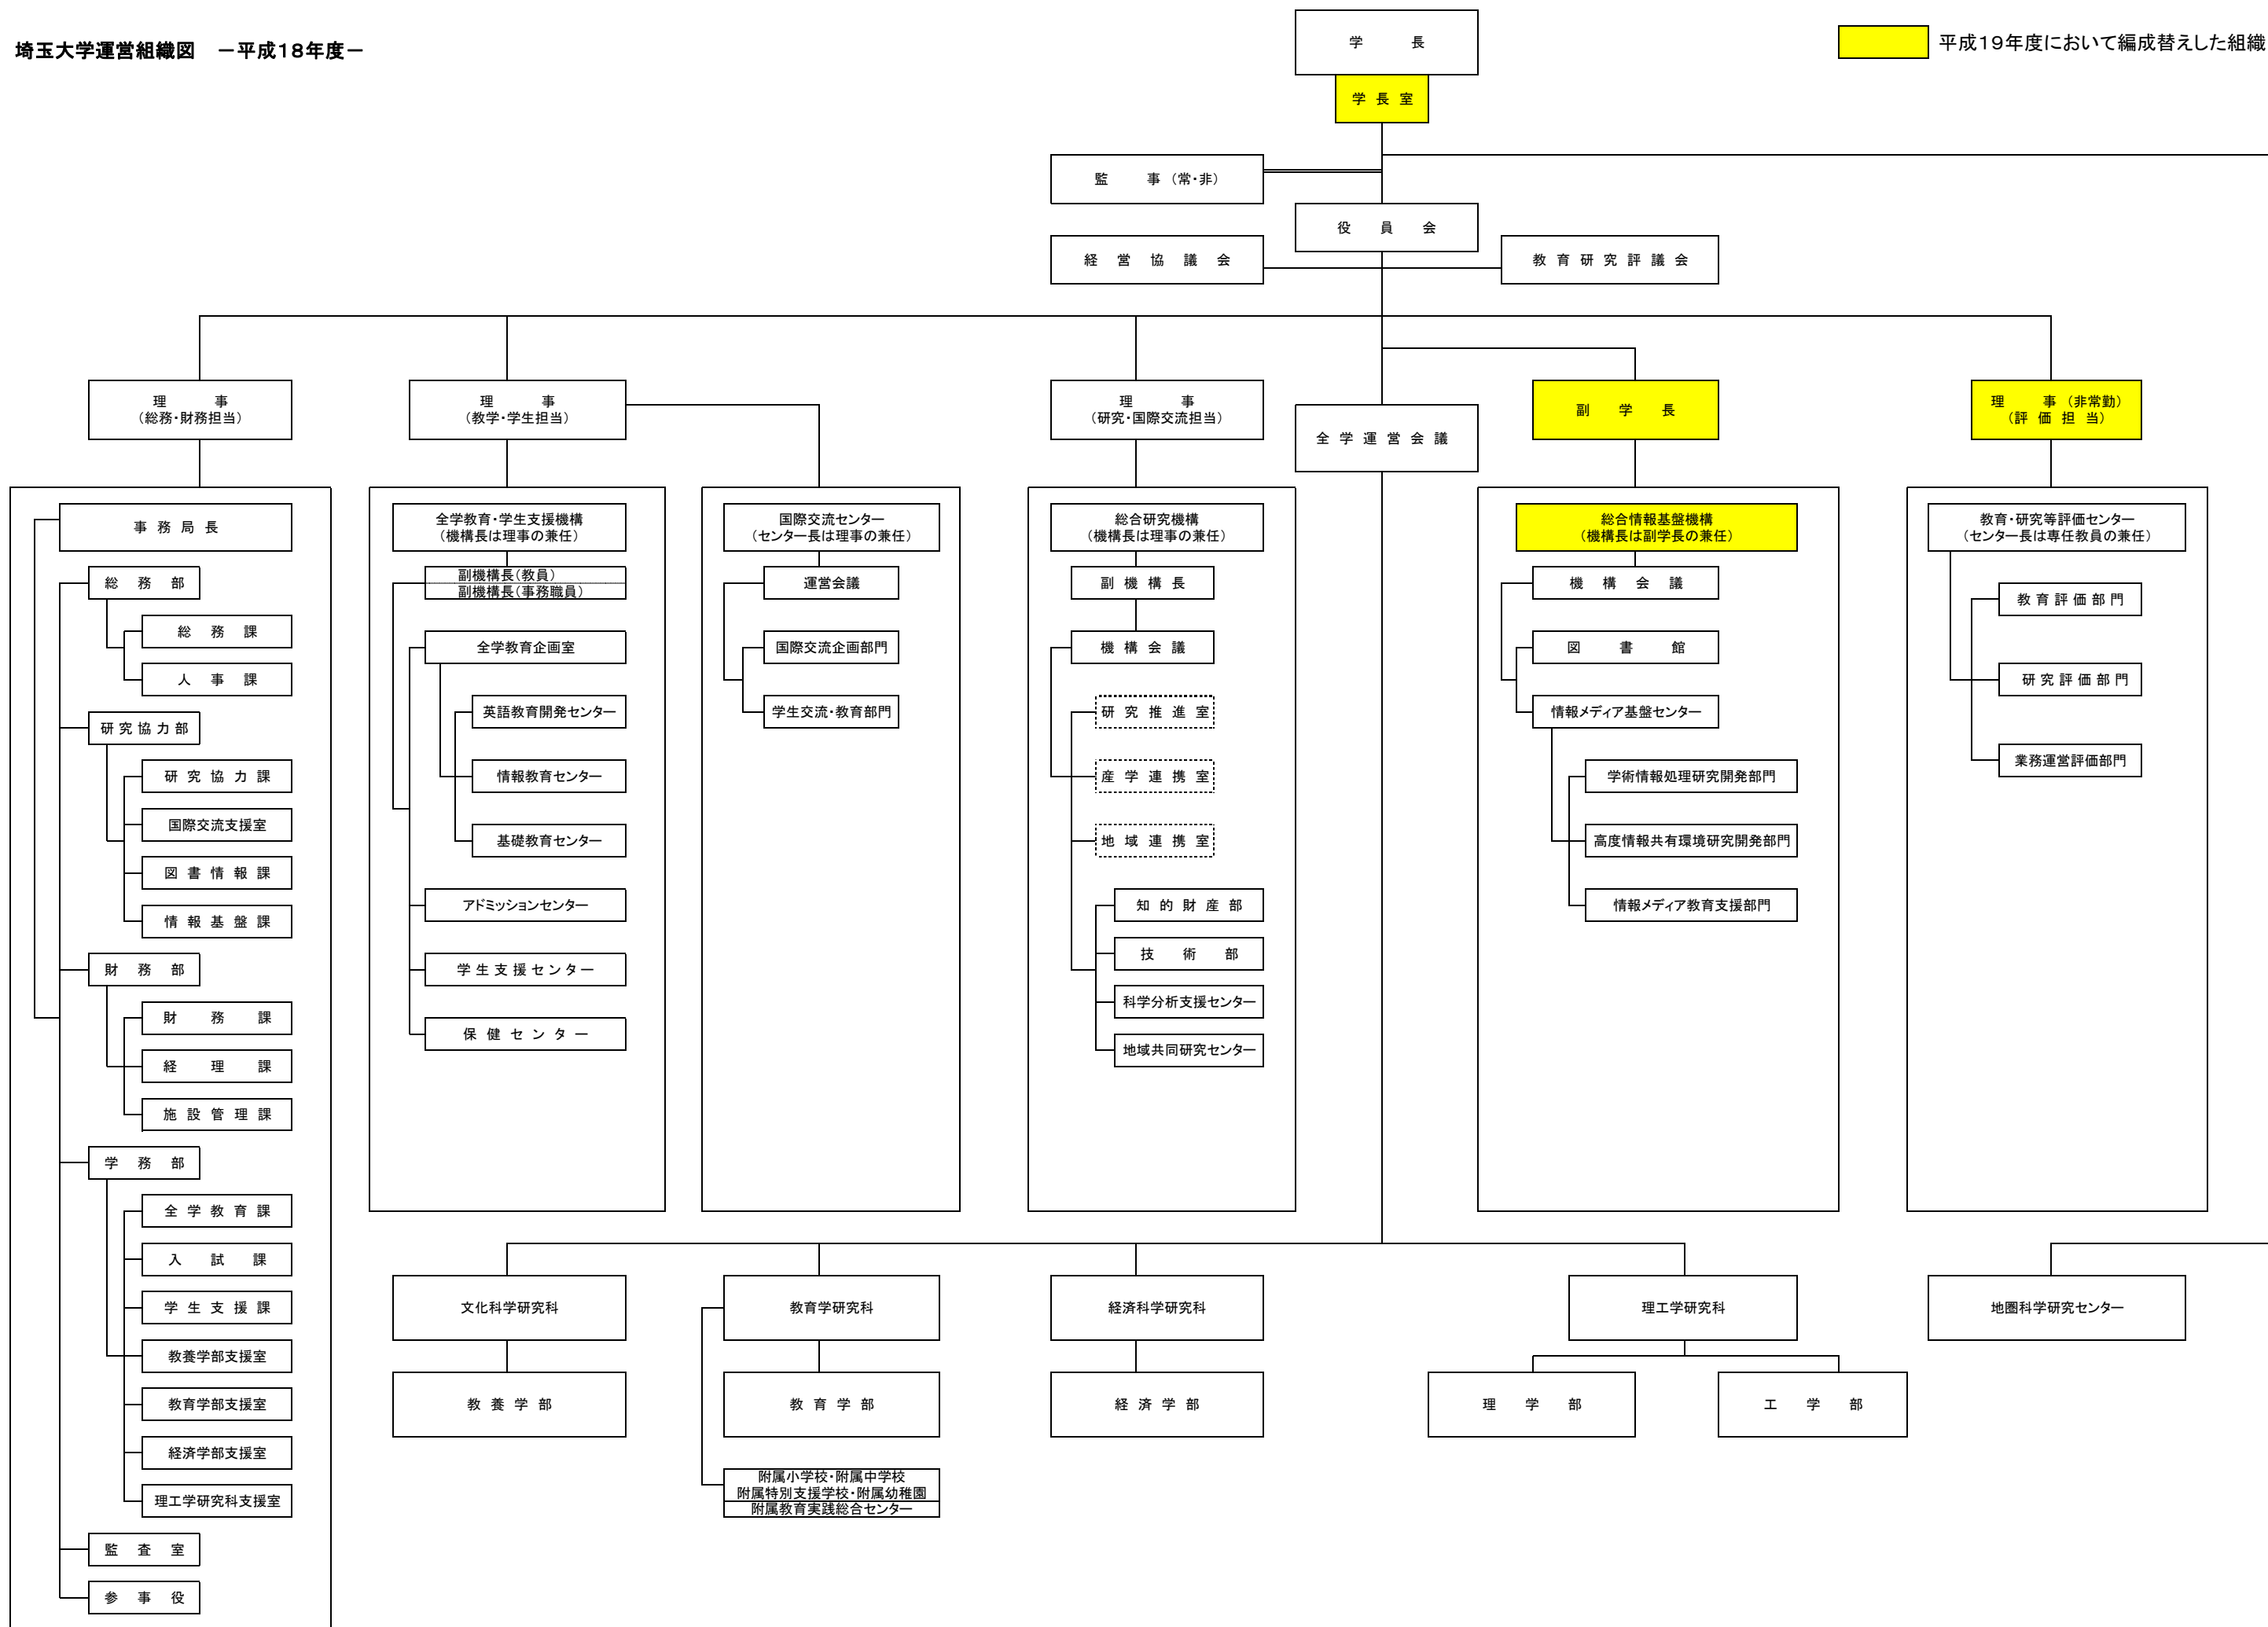 埼玉大学運営組織図　－平成18年度－
平成19年度において編成替えした組織
学　長
学長室
監　事（常・非）
役員会
経営協議会
教育研究評議会
理　事
（総務・財務担当）
理　事
（教学・学生担当）
理　事
（研究・国際交流担当）
全学運営会議
副学長
理　事（非常勤）
（評価担当）
事務局長
総務部
総務課
人事課
研究協力部
研究協力課
国際交流支援室
図書情報課
情報基盤課
財務部
財務課
経理課
施設管理課
学務部
全学教育課
入試課
学生支援課
教養学部支援室
教育学部支援室
経済学部支援室
理工学研究科支援室
監査室
参事役
全学教育・学生支援機構
（機構長は理事の兼任）
副機構長（教員）
副機構長（事務職員）
全学教育企画室
英語教育開発センター
情報教育センター
基礎教育センター
アドミッションセンター
学生支援センター
保健センター
国際交流センター
（センター長は理事の兼任）
運営会議
国際交流企画部門
学生交流・教育部門
総合研究機構
（機構長は理事の兼任）
副機構長
機構会議
研究推進室
産学連携室
地域連携室
知的財産部
技術部
科学分析支援センター
地域共同研究センター
総合情報基盤機構
（機構長は副学長の兼任）
機構会議
図書館
情報メディア基盤センター
学術情報処理研究開発部門
高度情報共有環境研究開発部門
情報メディア教育支援部門
教育・研究等評価センター
（センター長は専任教員の兼任）
教育評価部門
研究評価部門
業務運営評価部門
文化科学研究科
教育学研究科
経済科学研究科
理工学研究科
地圏科学研究センター
教養学部
教育学部
経済学部
理学部
工学部
附属小学校・附属中学校
附属特別支援学校・附属幼稚園
附属教育実践総合センター